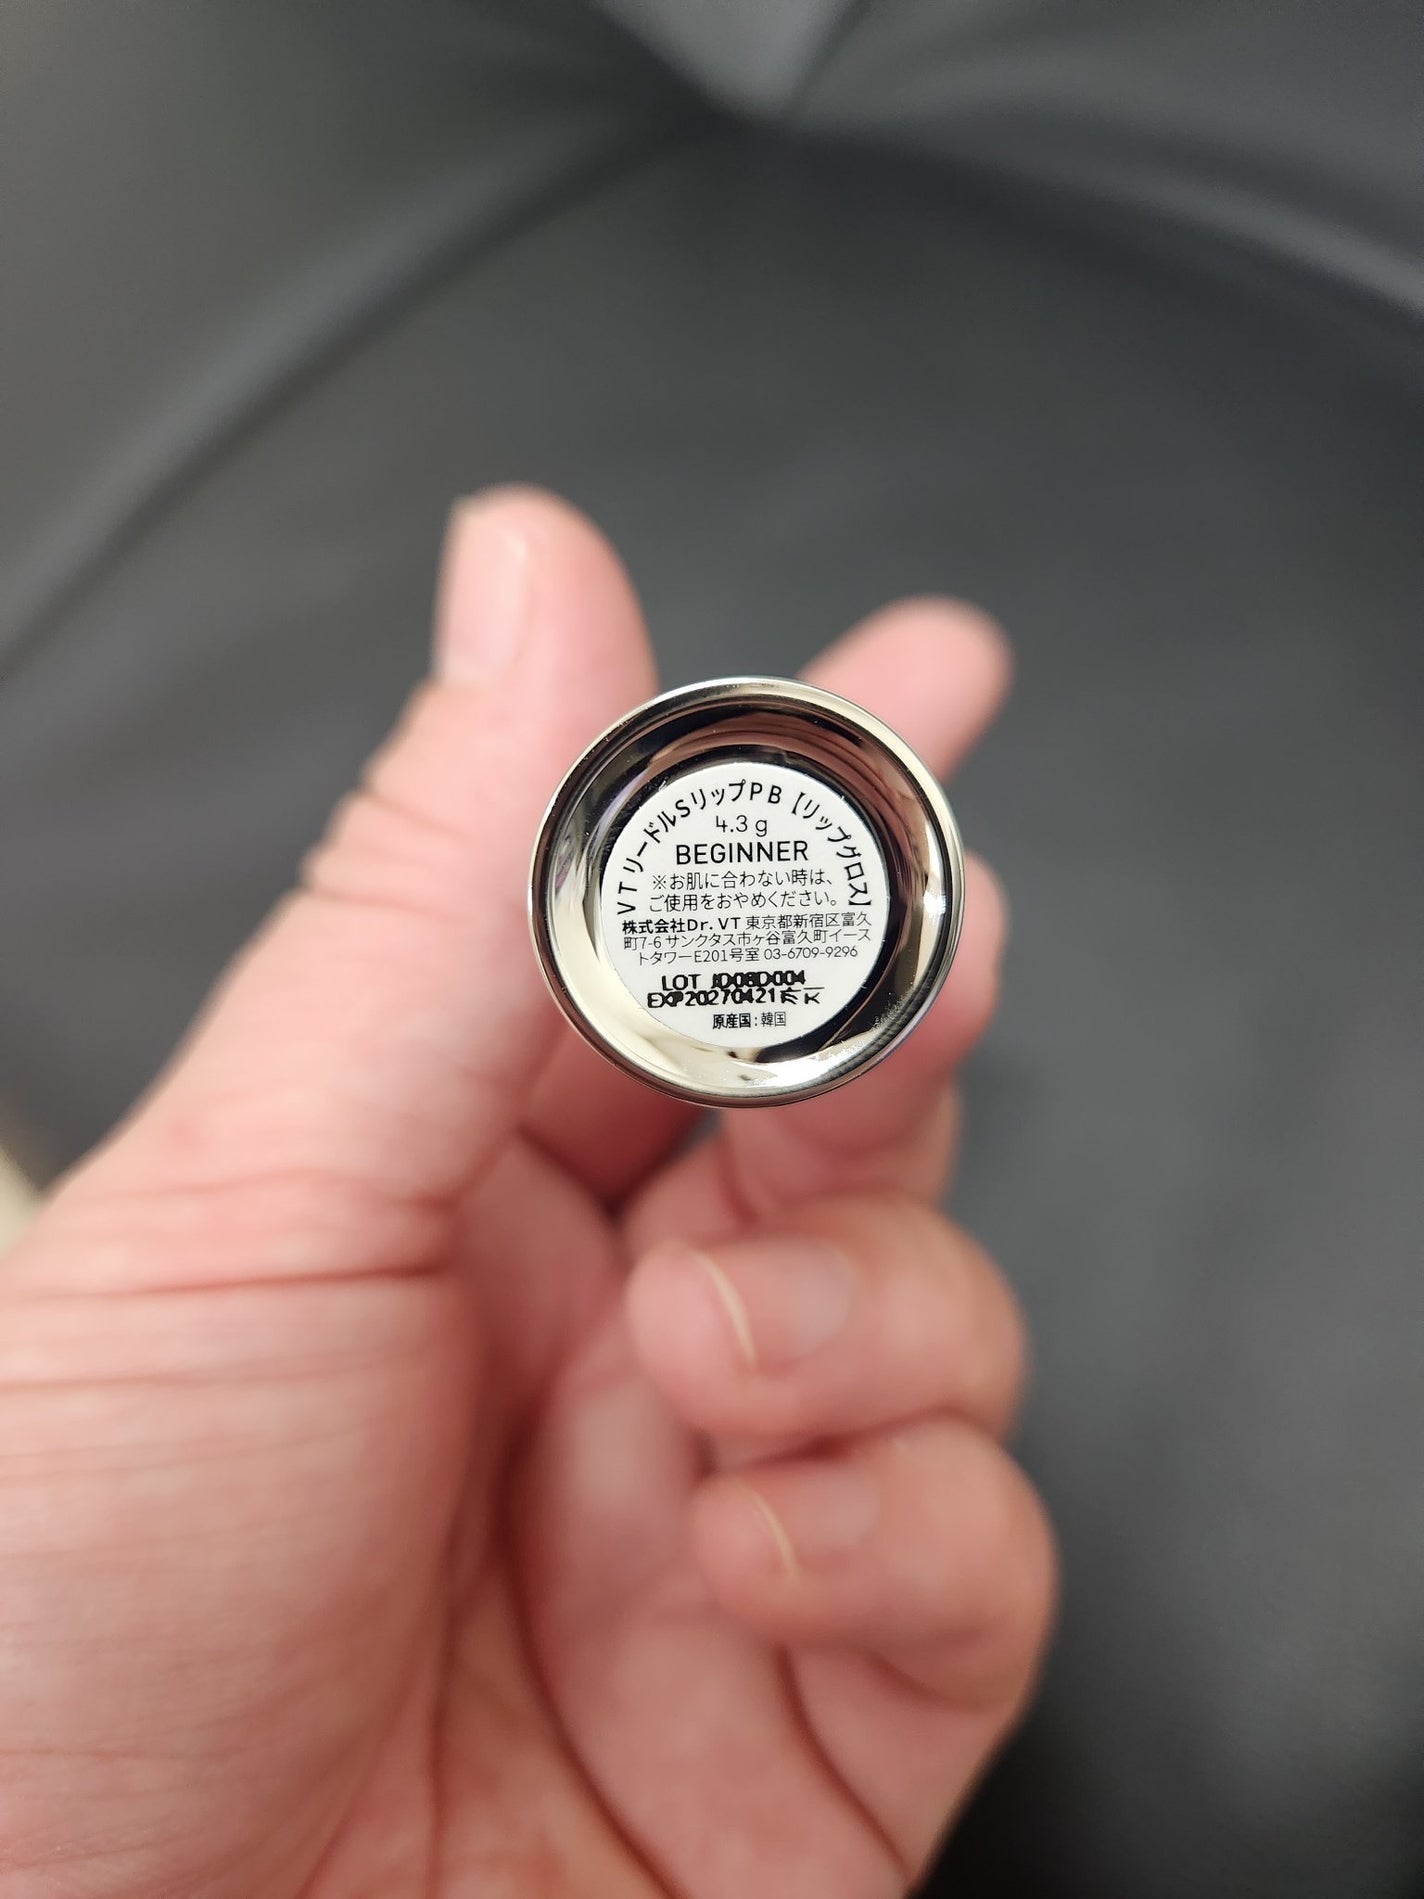 VTリードルSリップPB【リップグロス】
4.3g
BEGINNER
※お肌に合わない時は、
ご使用をおやめください。
株式会社Dr.VT 東京都新宿区富久
町7-6 サンクタス市ヶ谷富久町イース
トタワーE201号室 03-6709-9296
LOT JD08D004
EXP20270421
原産国:韓国